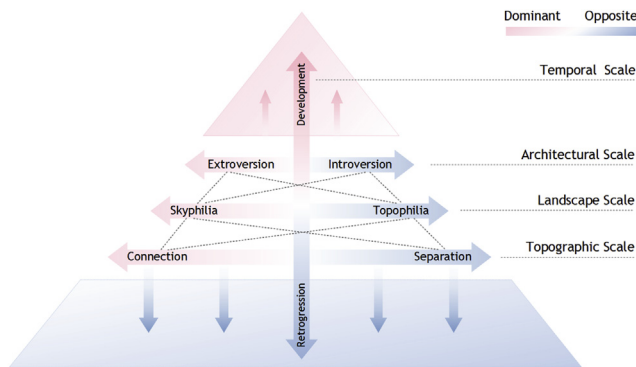 Dominant Opposite
Temporal Scale
Development
Architectural Scale
Extroversion Introversion
Landscape Scale
Skyphilia Topophilia
Topographic Scale
Connection Separation
Retrogression